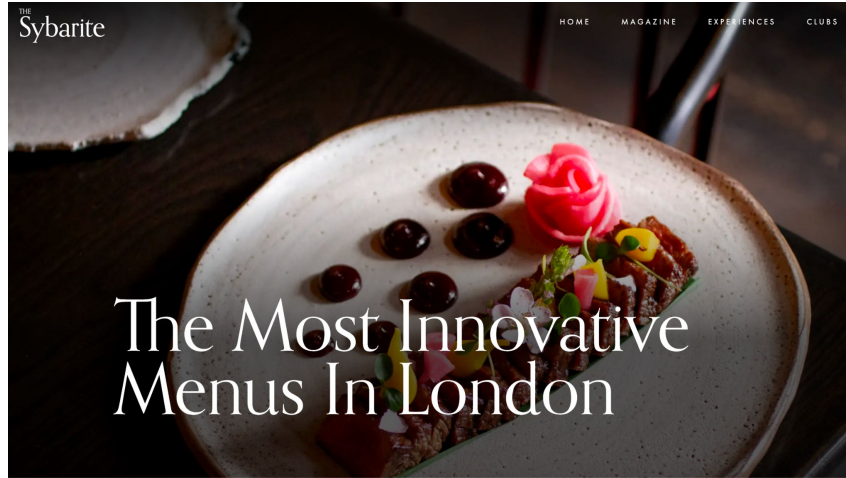 THE
Sybarite
HOME MAGAZINE EXPERIENCES CLUBS
The Most Innovative
Menus In London